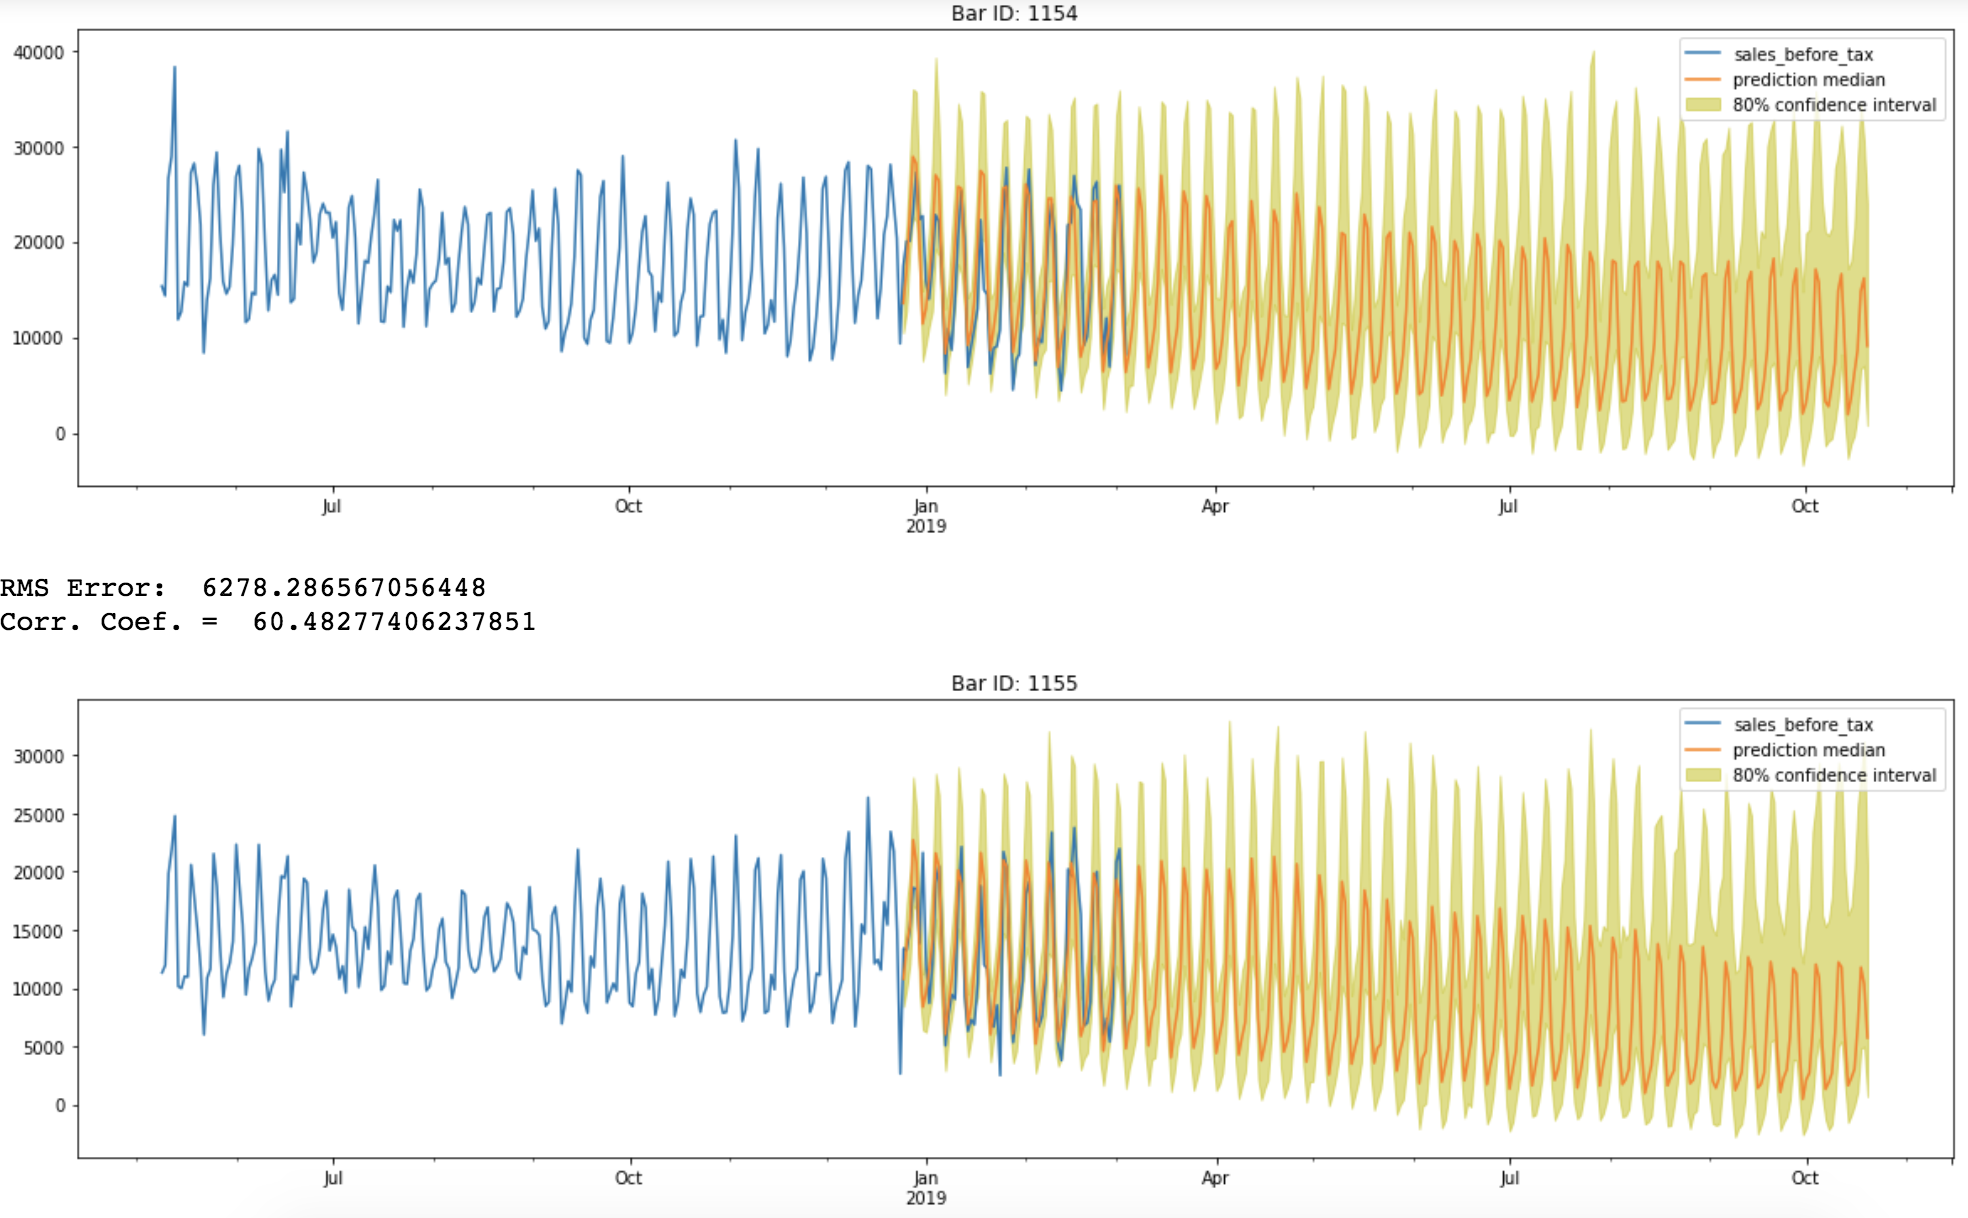 Bar ID: 1154
40000
30000
20000
10000
0
sales_before_tax
prediction median
80% confidence interval
Jul
Oct
Jan
2019
Apr
Jul
Oct
RMS Error:  6278.286567056448
Corr. Coef. =  60.48277406237851
Bar ID: 1155
30000
25000
20000
15000
10000
5000
0
sales_before_tax
prediction median
80% confidence interval
Jul
Oct
Jan
2019
Apr
Jul
Oct